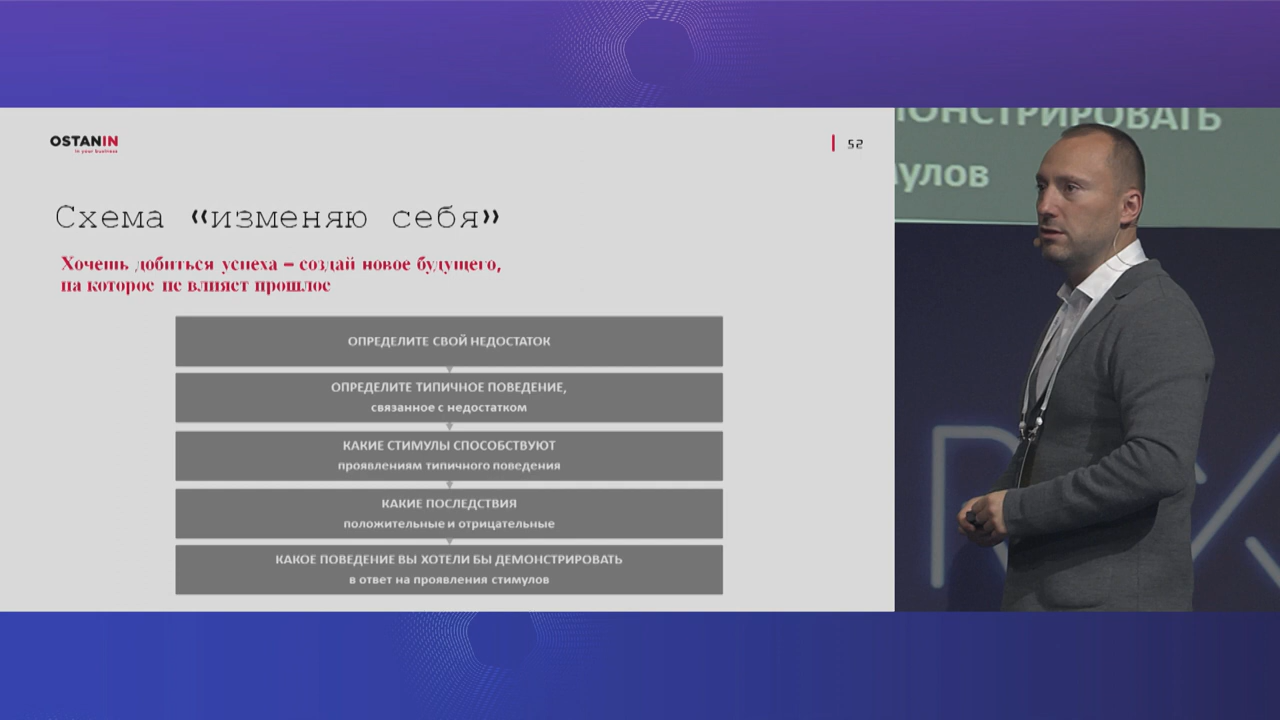 OSTANIN
in your business
52
Схема «изменяю себя»
Хочешь добиться успеха – создай новое будущего,
на которое не влияет прошлое
ОПРЕДЕЛИТЕ СВОЙ НЕДОСТАТОК
ОПРЕДЕЛИТЕ ТИПИЧНОЕ ПОВЕДЕНИЕ,
связанное с недостатком
КАКИЕ СТИМУЛЫ СПОСОБСТВУЮТ
проявлениям типичного поведения
КАКИЕ ПОСЛЕДСТВИЯ
положительные и отрицательные
КАКОЕ ПОВЕДЕНИЕ ВЫ ХОТЕЛИ БЫ ДЕМОНСТРИРОВАТЬ
в ответ на проявления стимулов
ОНСТРИРОВАТЬ
улов